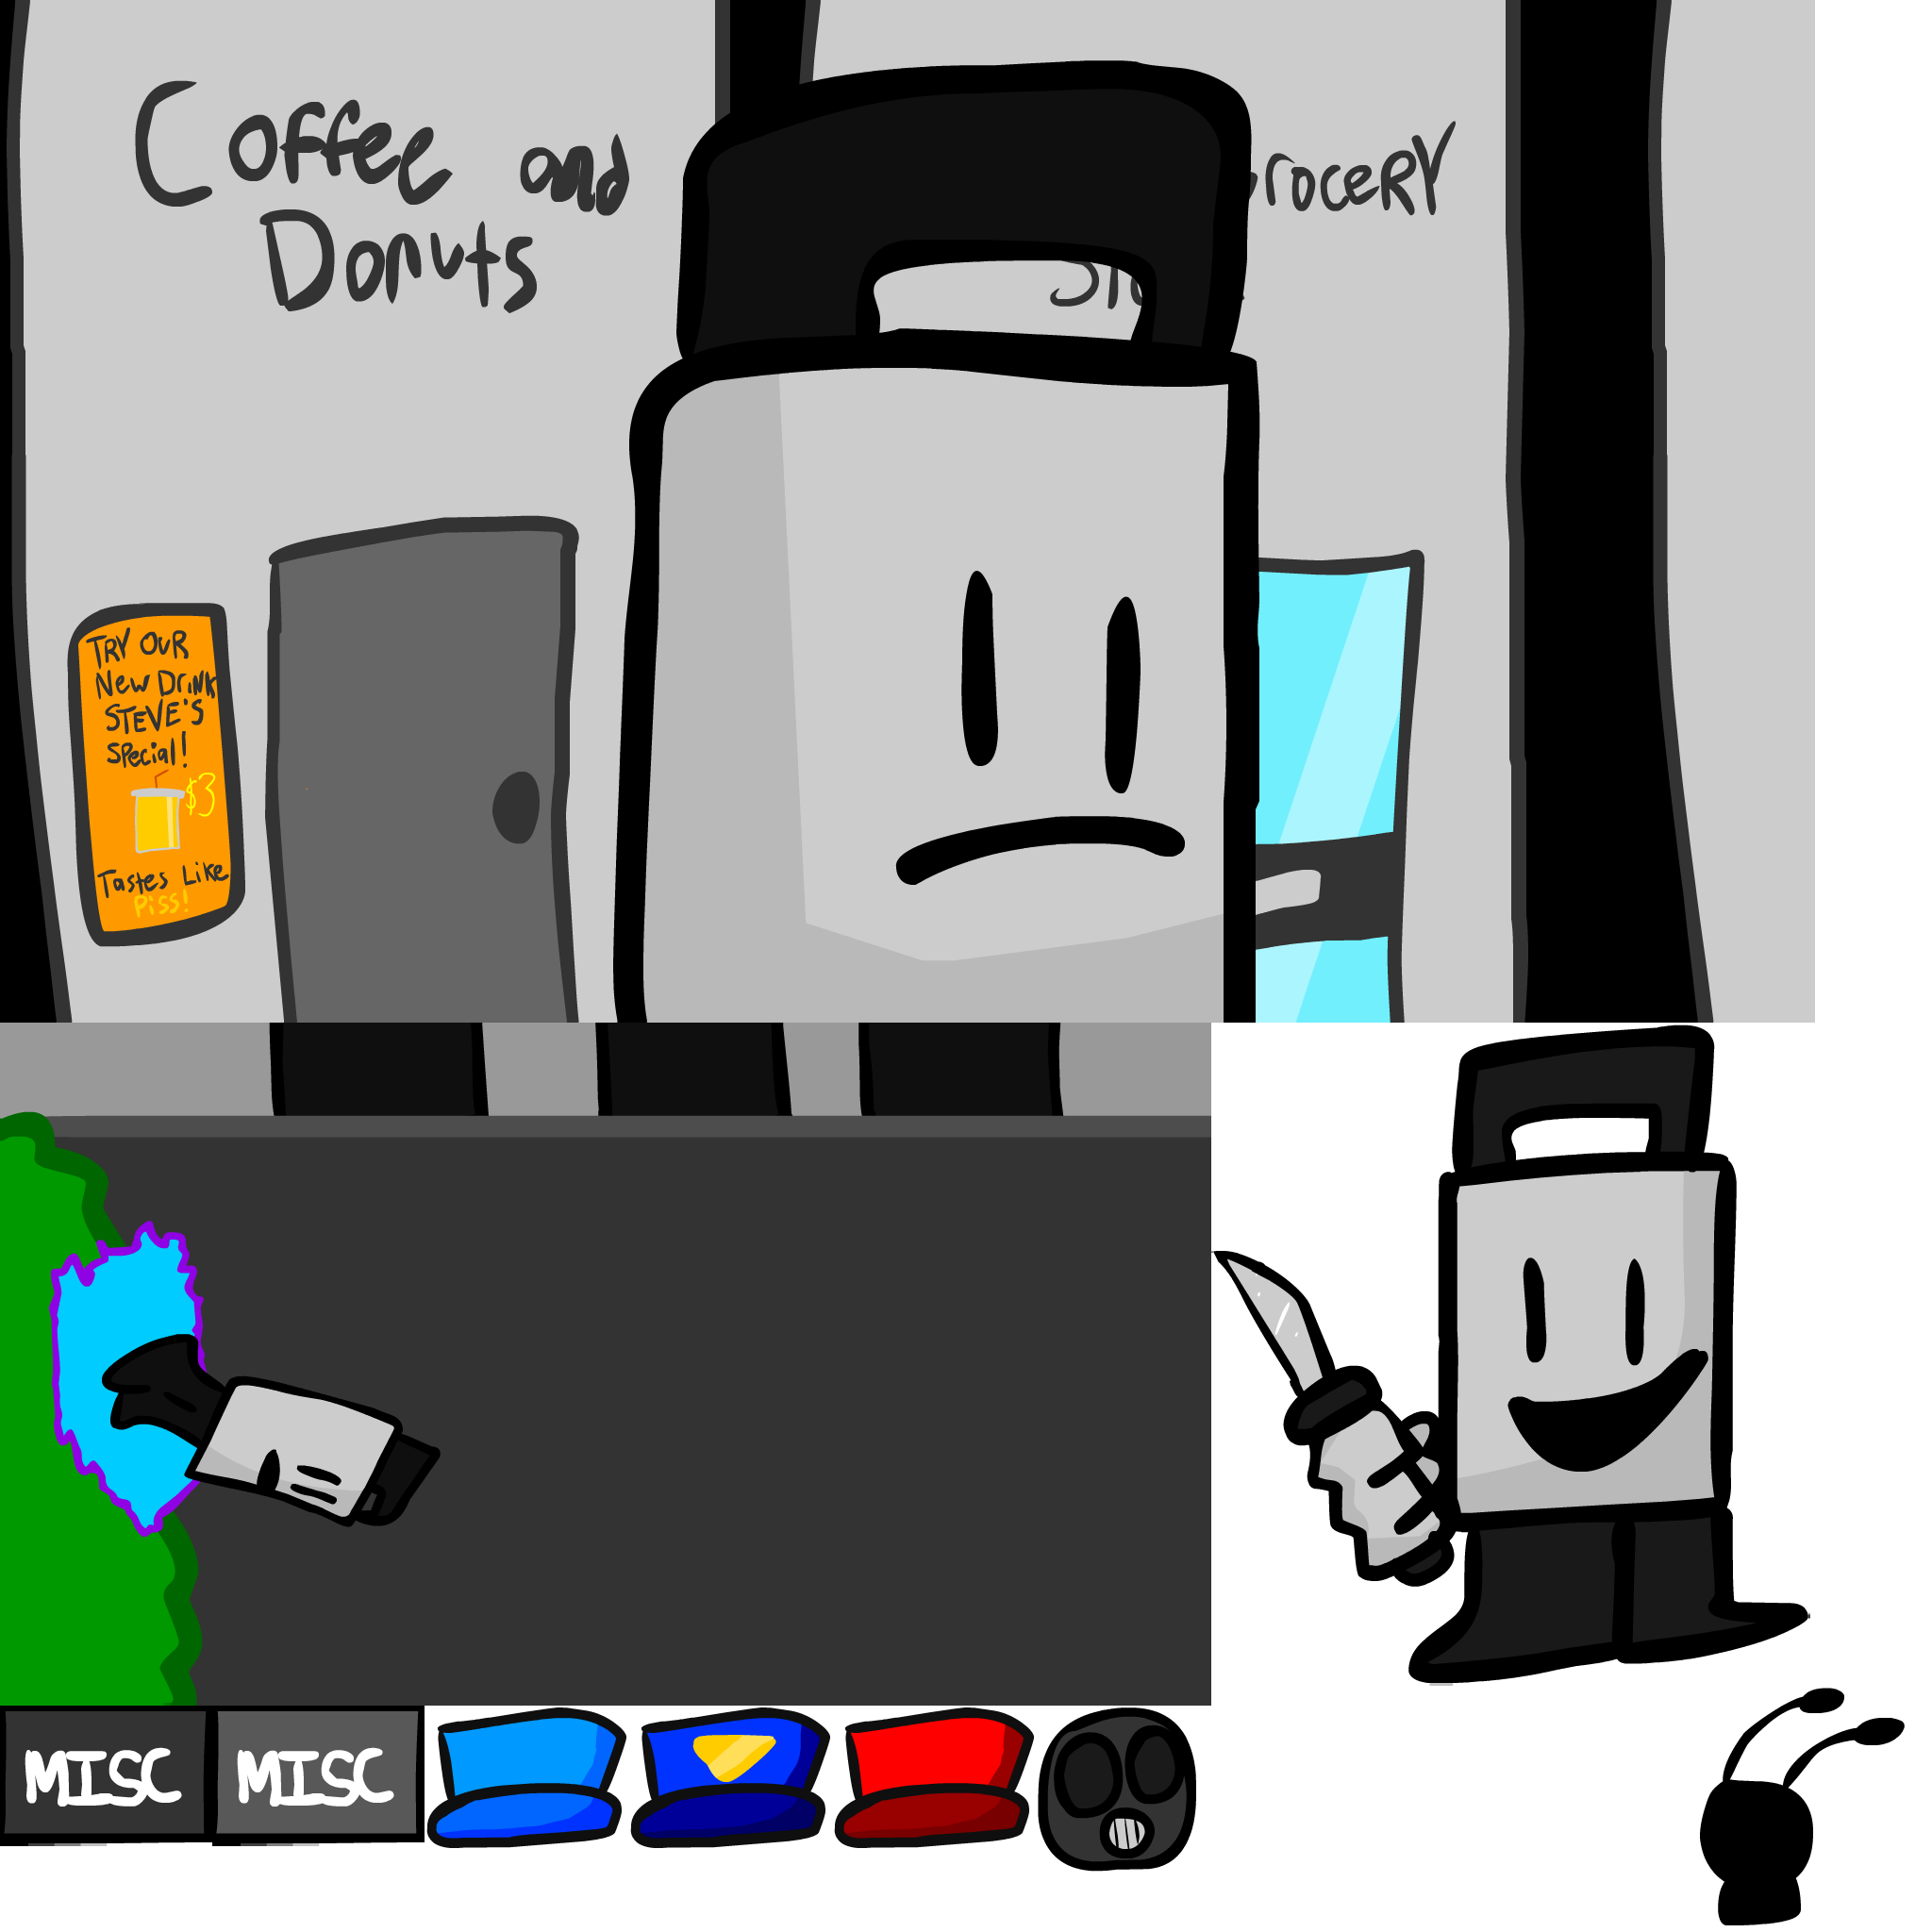 Coffee and
Donuts
rocery
TRY OUR
New Drink
STEVE'S
Special!
$3
Tastes Like
Piss!
MISC
MISC